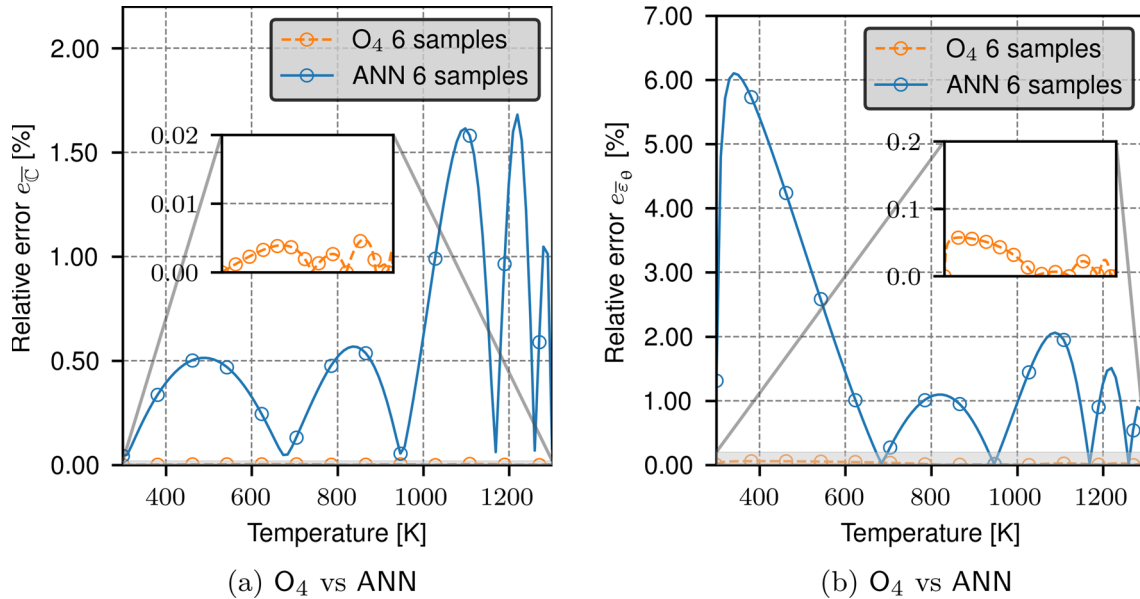 2.00
1.50
1.00
0.50
0.00
Relative error e_ℂ̅ [%]
O₄ 6 samples
ANN 6 samples
0.02
0.01
0.00
400 600 800 1000 1200
Temperature [K]
(a) O₄ vs ANN
7.00
6.00
5.00
4.00
3.00
2.00
1.00
0.00
Relative error e_ε̅_θ [%]
O₄ 6 samples
ANN 6 samples
0.2
0.1
0.0
400 600 800 1000 1200
Temperature [K]
(b) O₄ vs ANN